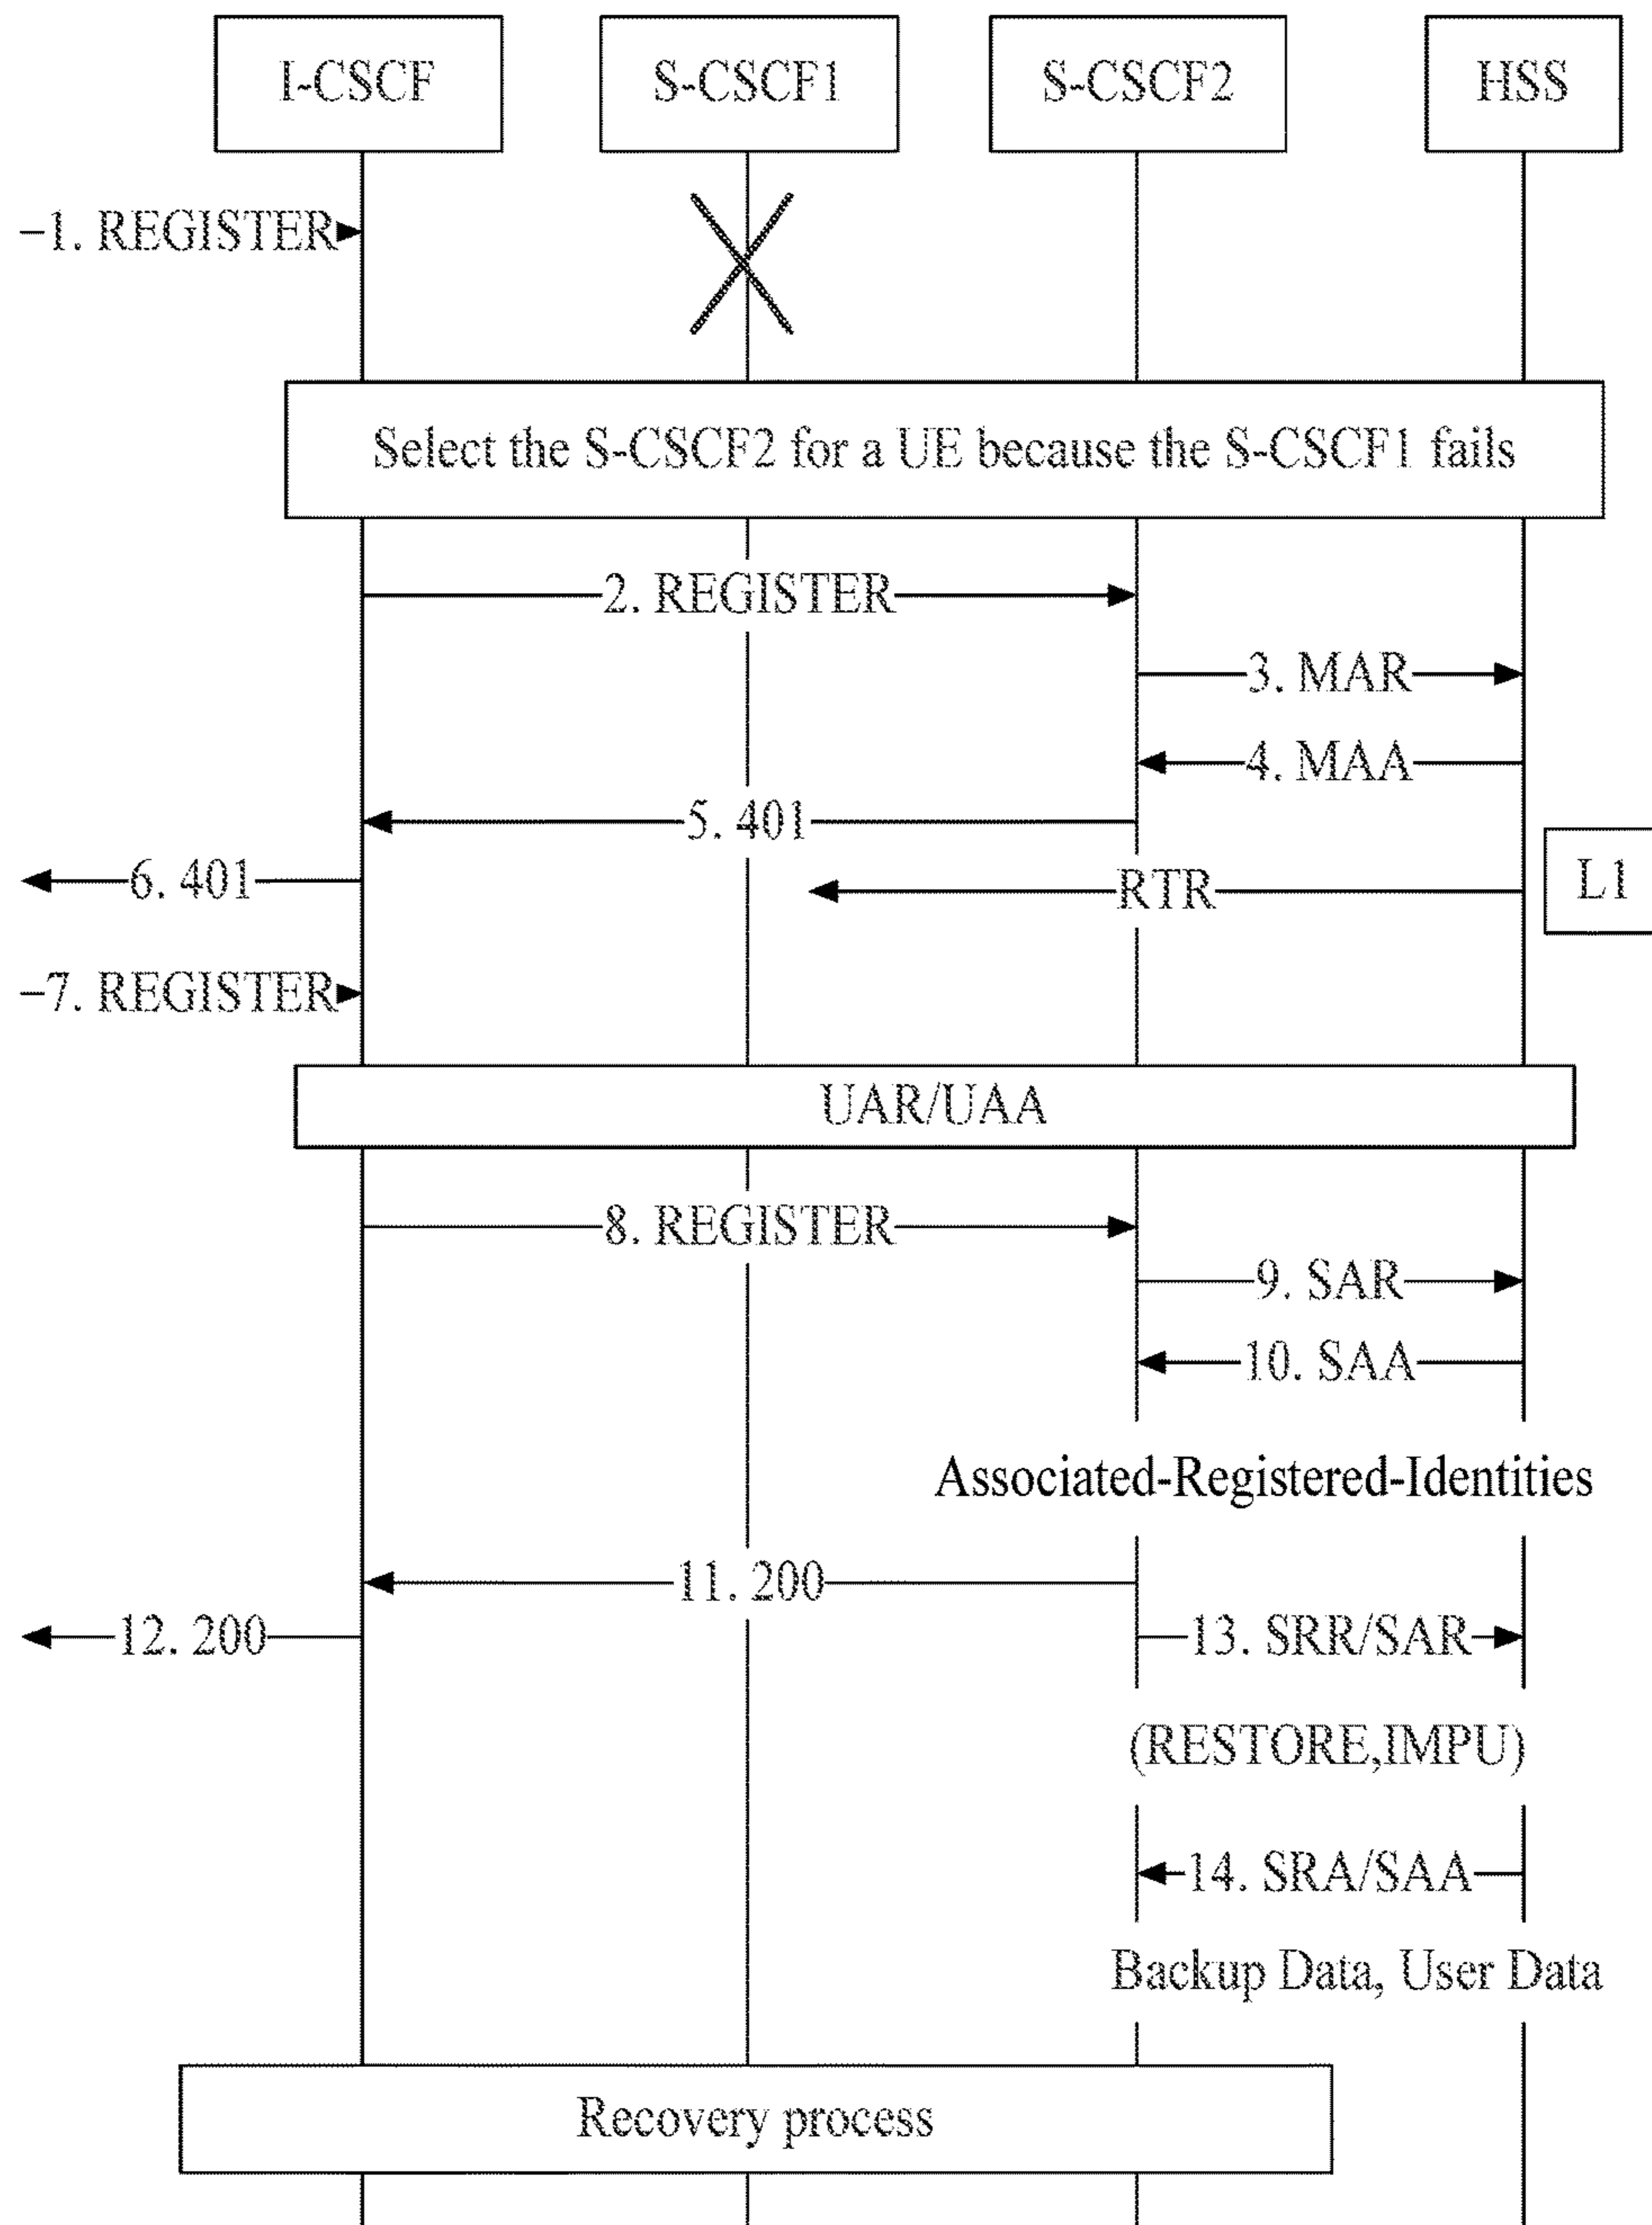 I-CSCF
S-CSCF1
S-CSCF2
HSS
1. REGISTER
Select the S-CSCF2 for a UE because the S-CSCF1 fails
2. REGISTER
3. MAR
4. MAA
5. 401
6. 401
RTR
L1
7. REGISTER
UAR/UAA
8. REGISTER
9. SAR
10. SAA
Associated-Registered-Identities
11. 200
12. 200
13. SRR/SAR
(RESTORE,IMPU)
14. SRA/SAA
Backup Data, User Data
Recovery process